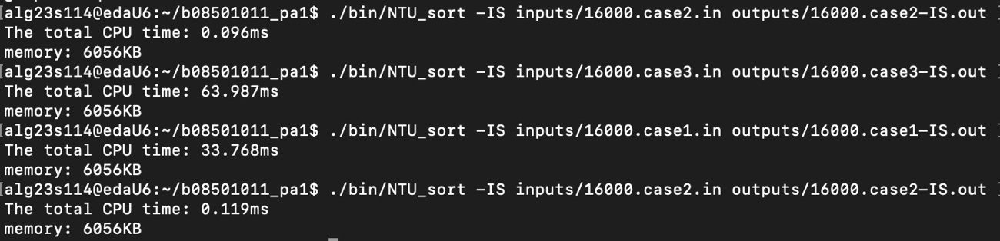 [alg23s114@edaU6:~/b08501011_pa1$ ./bin/NTU_sort -IS inputs/16000.case2.in outputs/16000.case2-IS.out ]
The total CPU time: 0.096ms
memory: 6056KB
[alg23s114@edaU6:~/b08501011_pa1$ ./bin/NTU_sort -IS inputs/16000.case3.in outputs/16000.case3-IS.out ]
The total CPU time: 63.987ms
memory: 6056KB
[alg23s114@edaU6:~/b08501011_pa1$ ./bin/NTU_sort -IS inputs/16000.case1.in outputs/16000.case1-IS.out ]
The total CPU time: 33.768ms
memory: 6056KB
[alg23s114@edaU6:~/b08501011_pa1$ ./bin/NTU_sort -IS inputs/16000.case2.in outputs/16000.case2-IS.out ]
The total CPU time: 0.119ms
memory: 6056KB